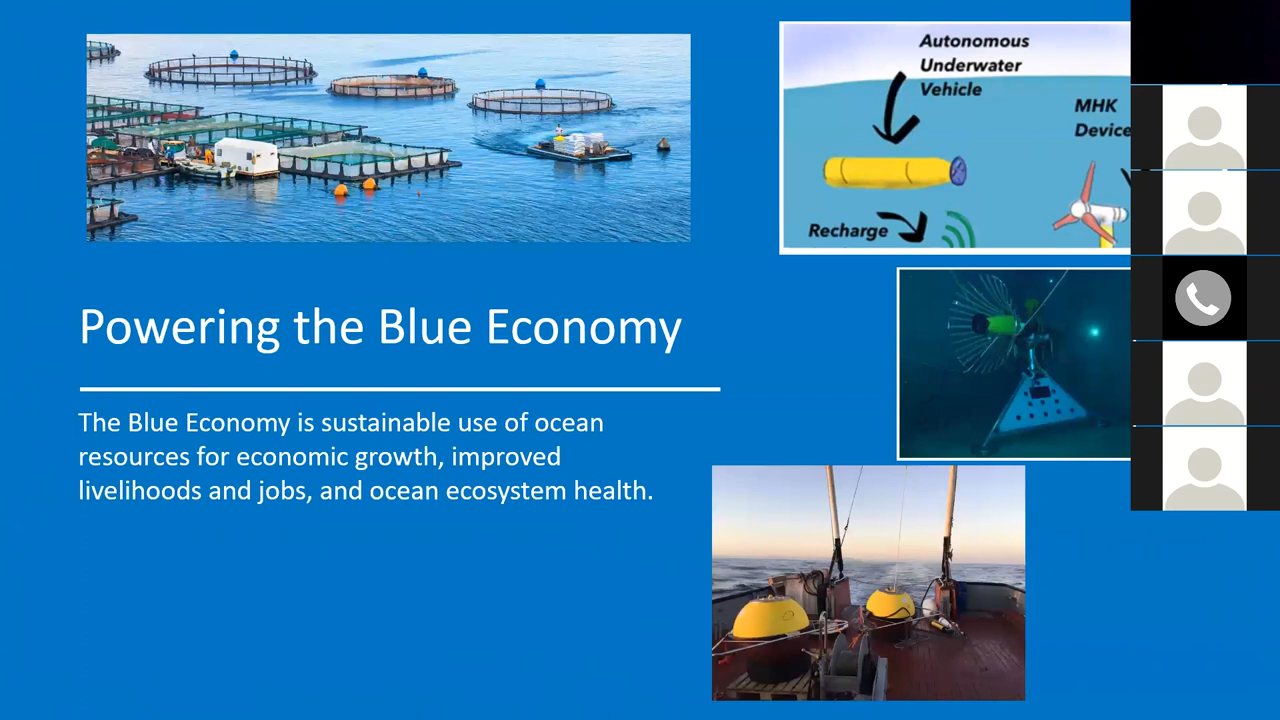 Autonomous
Underwater
Vehicle
MHK
Device
Recharge
Powering the Blue Economy
The Blue Economy is sustainable use of ocean
resources for economic growth, improved
livelihoods and jobs, and ocean ecosystem health.